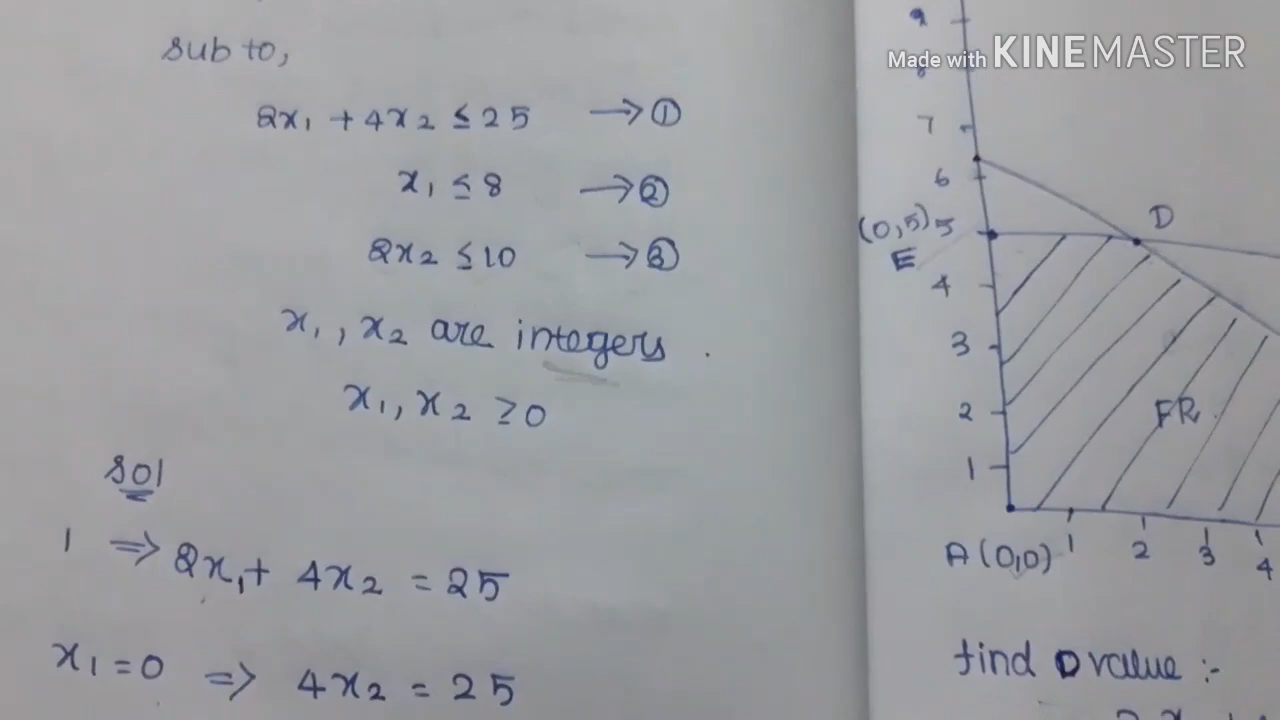 sub to,
2x₁ + 4x₂ ≤ 25 → ①
x₁ ≤ 8 → ②
2x₂ ≤ 10 → ③
x₁, x₂ are integers.
x₁, x₂ ≥ 0
sol
1 ⇒ 2x₁ + 4x₂ = 25
x₁ = 0 ⇒ 4x₂ = 25
Made with KINEMASTER
9
8
7
6
(0,5) 5
E
D
4
3
2
1
FR.
A (0,0) 1 2 3 4
find D value :-